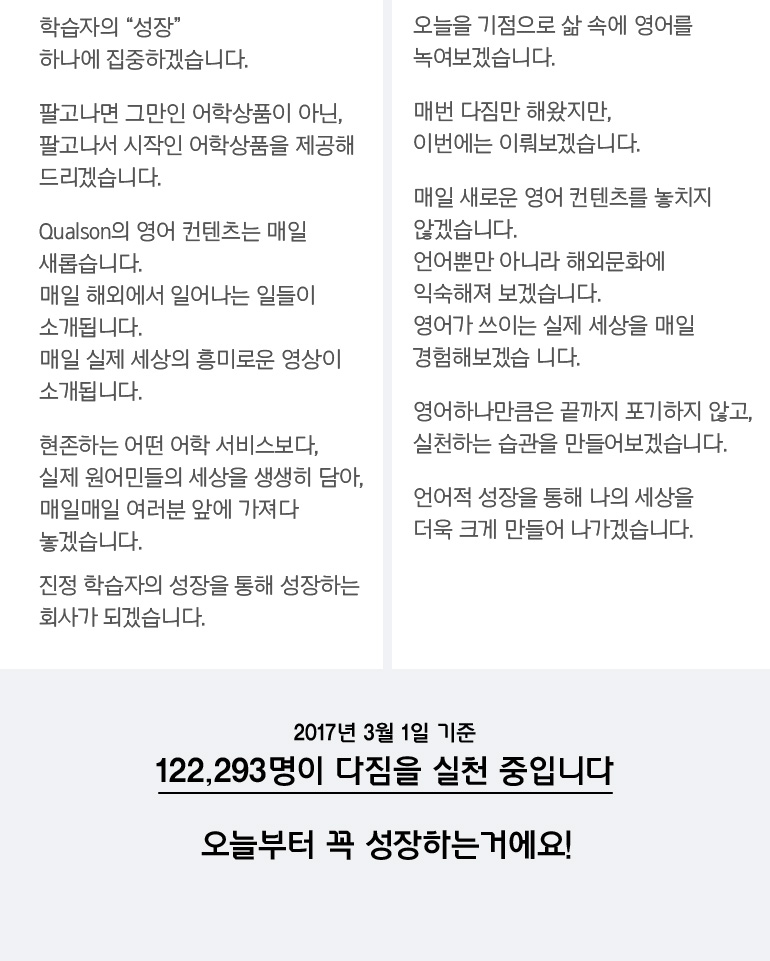 학습자의 “성장”
하나에 집중하겠습니다.
팔고나면 그만인 어학상품이 아닌,
팔고나서 시작인 어학상품을 제공해
드리겠습니다.
Qualson의 영어 컨텐츠는 매일
새롭습니다.
매일 해외에서 일어나는 일들이
소개됩니다.
매일 실제 세상의 흥미로운 영상이
소개됩니다.
현존하는 어떤 어학 서비스보다,
실제 원어민들의 세상을 생생히 담아,
매일매일 여러분 앞에 가져다
놓겠습니다.
진정 학습자의 성장을 통해 성장하는
회사가 되겠습니다.
오늘을 기점으로 삶 속에 영어를
녹여보겠습니다.
매번 다짐만 해왔지만,
이번에는 이뤄보겠습니다.
매일 새로운 영어 컨텐츠를 놓치지
않겠습니다.
언어뿐만 아니라 해외문화에
익숙해져 보겠습니다.
영어가 쓰이는 실제 세상을 매일
경험해보겠습 니다.
영어하나만큼은 끝까지 포기하지 않고,
실천하는 습관을 만들어보겠습니다.
언어적 성장을 통해 나의 세상을
더욱 크게 만들어 나가겠습니다.
2017년 3월 1일 기준
122,293명이 다짐을 실천 중입니다
오늘부터 꼭 성장하는거에요!